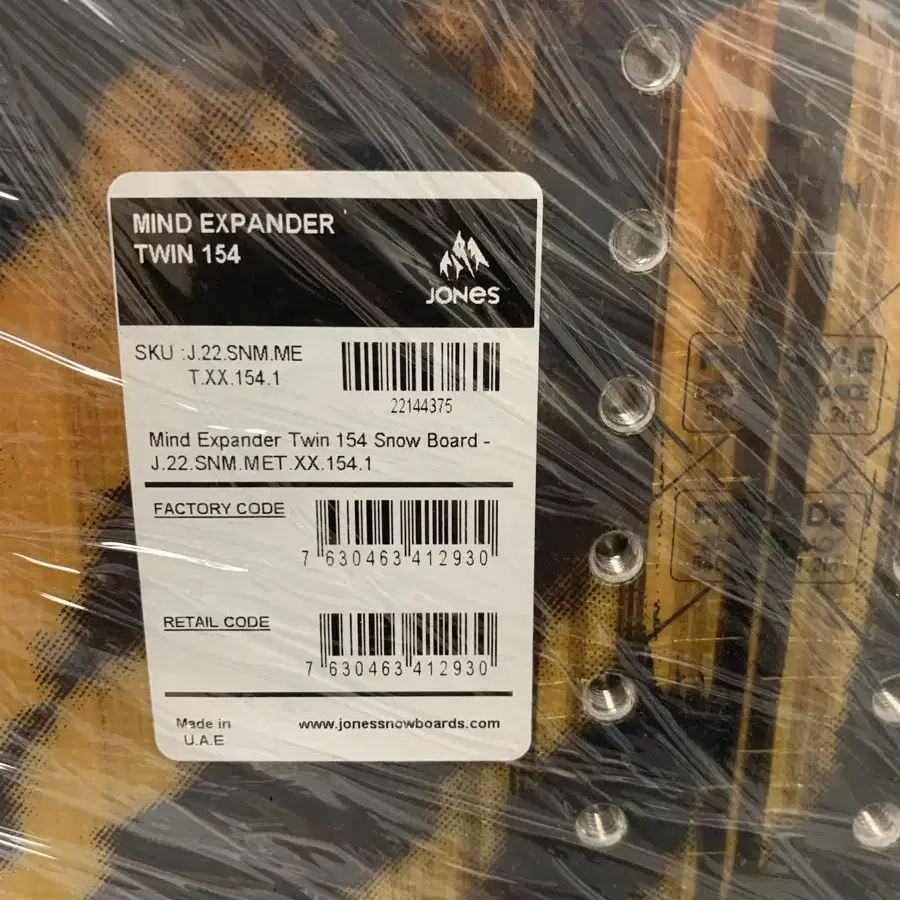 MIND EXPANDER
TWIN 154
JONES
SKU :J.22.SNM.ME
T.XX.154.1
22144375
Mind Expander Twin 154 Snow Board -
J.22.SNM.MET.XX.154.1
FACTORY CODE
7 630463 412930
RETAIL CODE
7 630463 412930
Made in
U.A.E
www.jonessnowboards.com